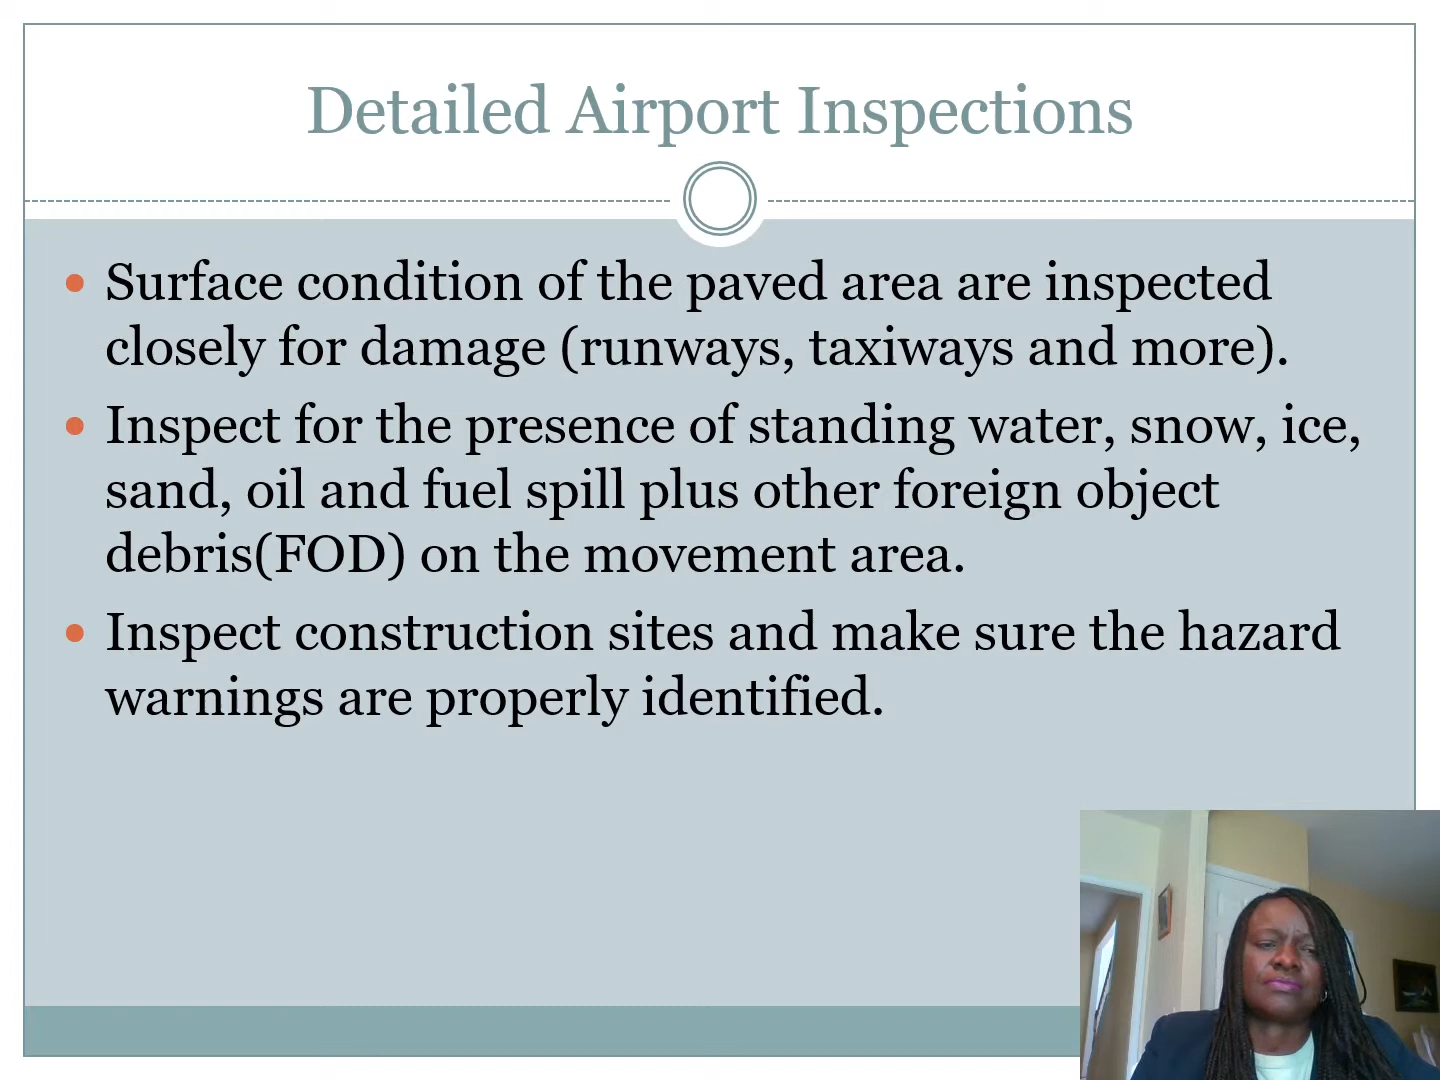 Detailed Airport Inspections
Surface condition of the paved area are inspected
closely for damage (runways, taxiways and more).
Inspect for the presence of standing water, snow, ice,
sand, oil and fuel spill plus other foreign object
debris(FOD) on the movement area.
Inspect construction sites and make sure the hazard
warnings are properly identified.